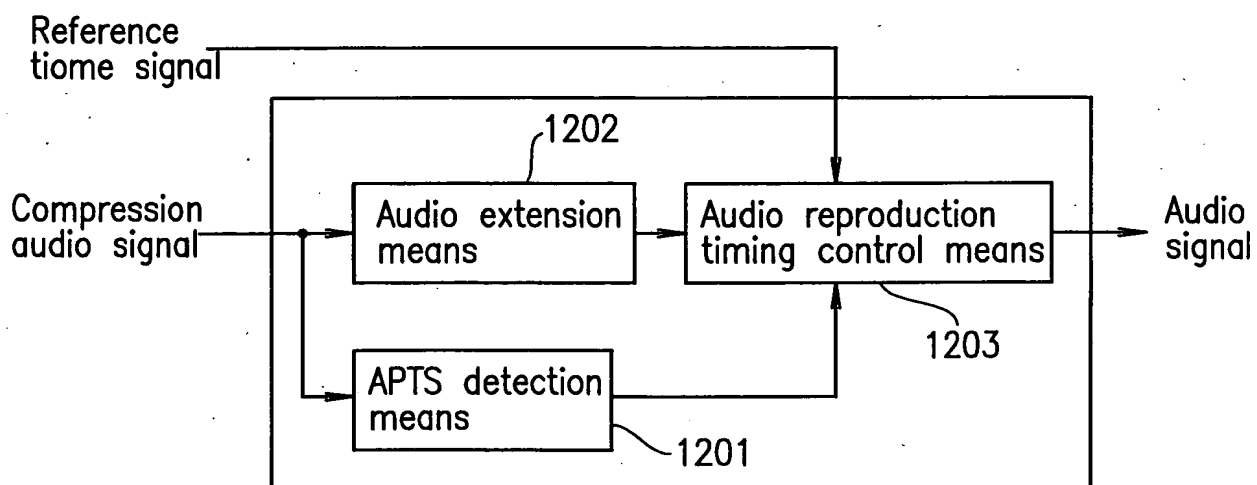 Reference
tiome signal
1202
Compression
audio signal
Audio extension
means
Audio reproduction
timing control means
Audio
signal
1203
APTS detection
means
1201